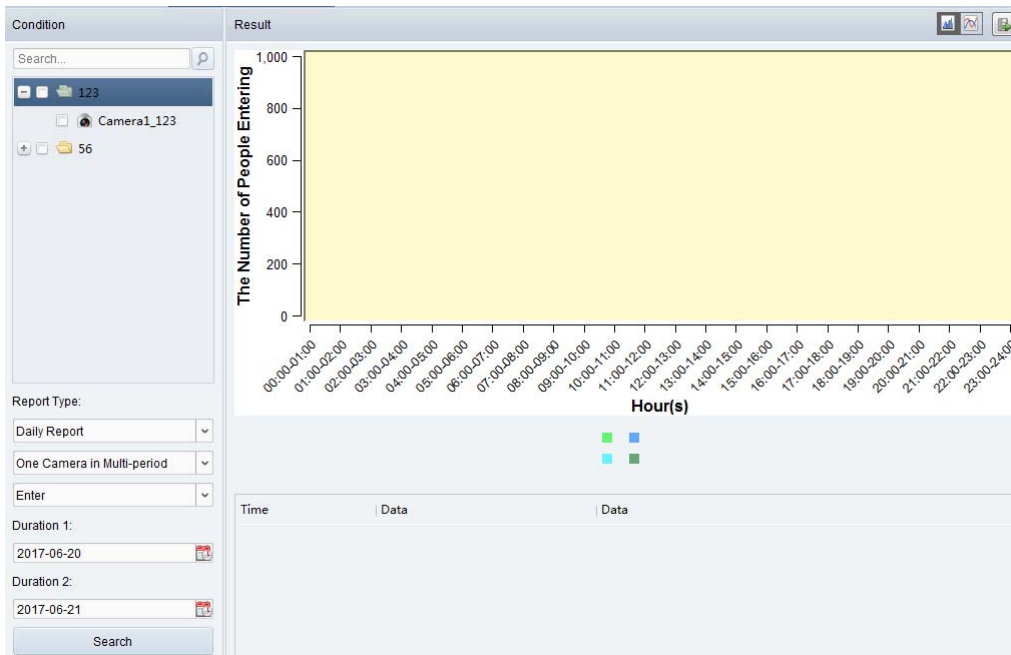 Condition
Search...
123
Camera1_123
56
Report Type:
Daily Report
One Camera in Multi-period
Enter
Duration 1:
2017-06-20
Duration 2:
2017-06-21
Search
Result
The Number of People Entering
1,000
800
600
400
200
0
00:00-01:00
01:00-02:00
02:00-03:00
03:00-04:00
04:00-05:00
05:00-06:00
06:00-07:00
07:00-08:00
08:00-09:00
09:00-10:00
10:00-11:00
11:00-12:00
12:00-13:00
13:00-14:00
14:00-15:00
15:00-16:00
16:00-17:00
17:00-18:00
18:00-19:00
19:00-20:00
20:00-21:00
21:00-22:00
22:00-23:00
23:00-24:00
Hour(s)
Time Data Data